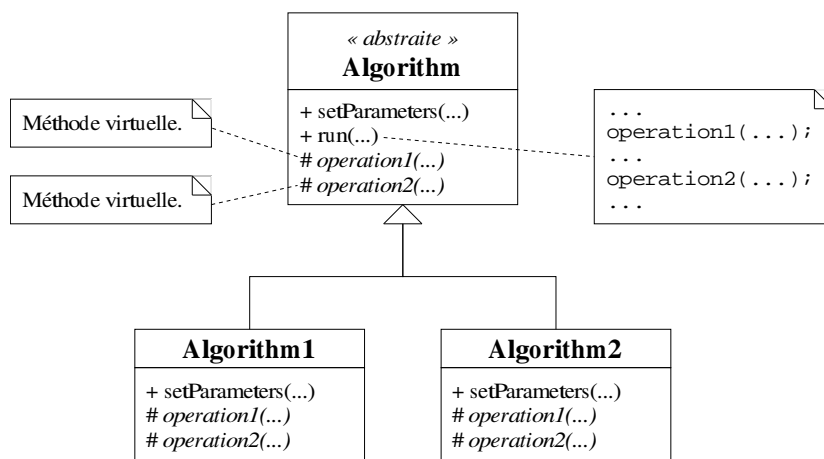 « abstraite »
Algorithm
+ setParameters(...)
+ run(...)
# operation1(...)
# operation2(...)
Méthode virtuelle.
Méthode virtuelle.
...
operation1(...);
...
operation2(...);
...
Algorithm1
+ setParameters(...)
# operation1(...)
# operation2(...)
Algorithm2
+ setParameters(...)
# operation1(...)
# operation2(...)